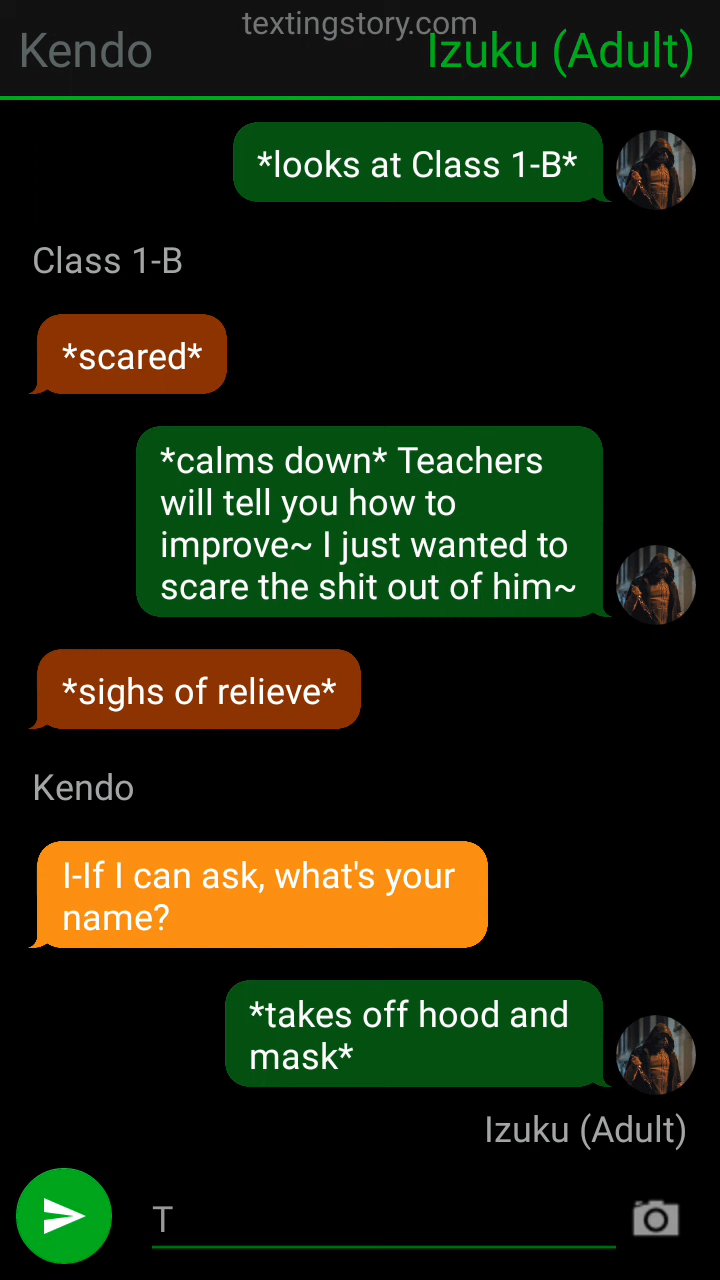 textingstory.com
Kendo
Izuku (Adult)
*looks at Class 1-B*
Class 1-B
*scared*
*calms down* Teachers
will tell you how to
improve~ I just wanted to
scare the shit out of him~
*sighs of relieve*
Kendo
I-If I can ask, what's your
name?
*takes off hood and
mask*
Izuku (Adult)
T